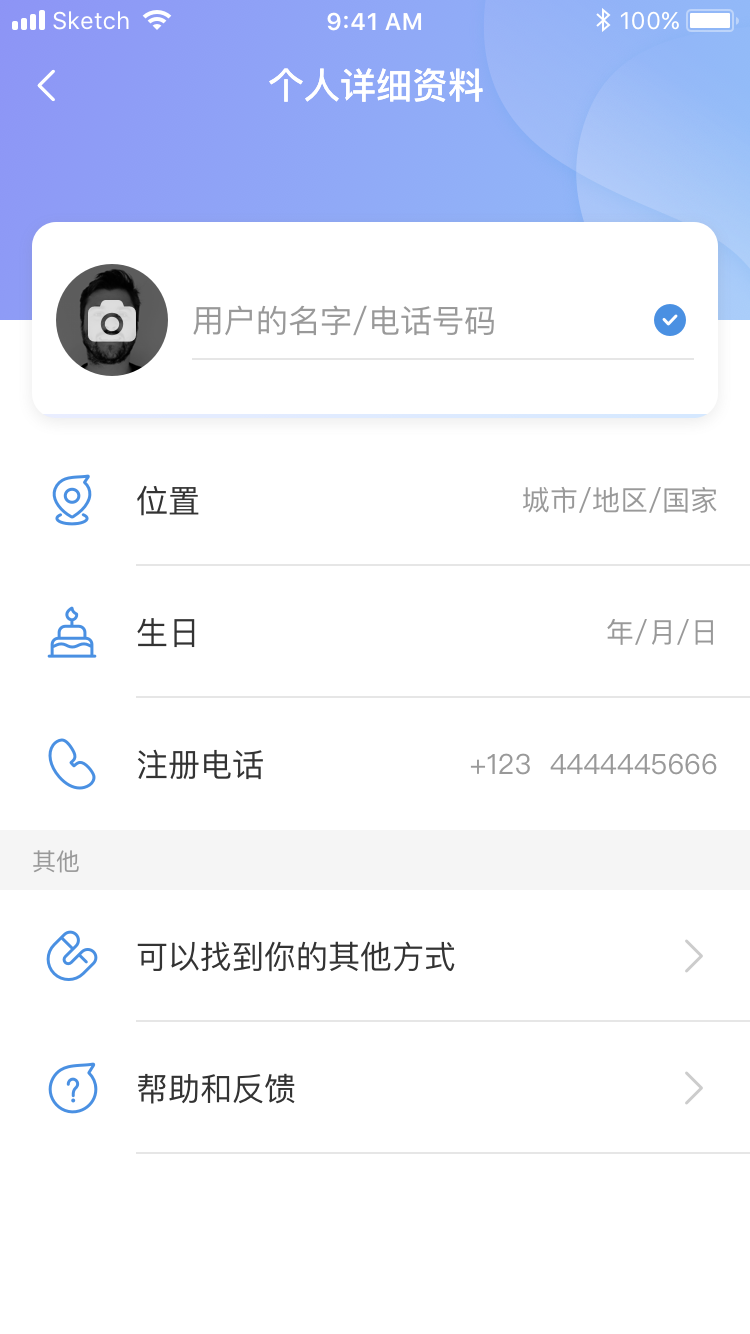 Sketch 9:41 AM 100%
个人详细资料
用户的名字/电话号码
位置 城市/地区/国家
生日 年/月/日
注册电话 +123 4444445666
其他
可以找到你的其他方式
帮助和反馈